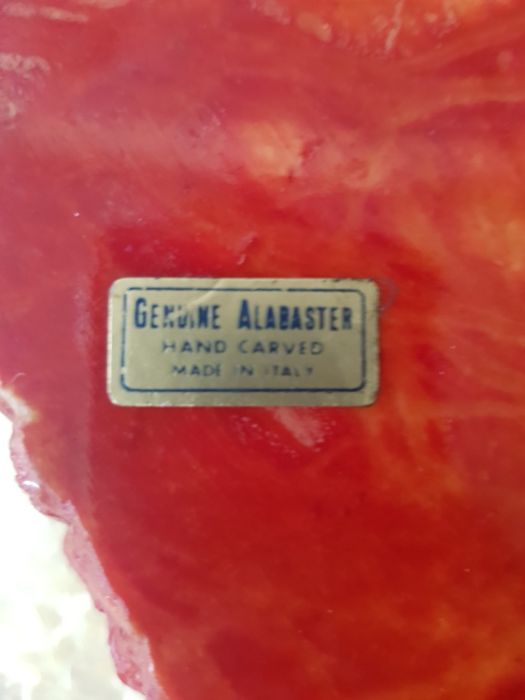 GENUINE ALABASTER
HAND CARVED
MADE IN ITALY